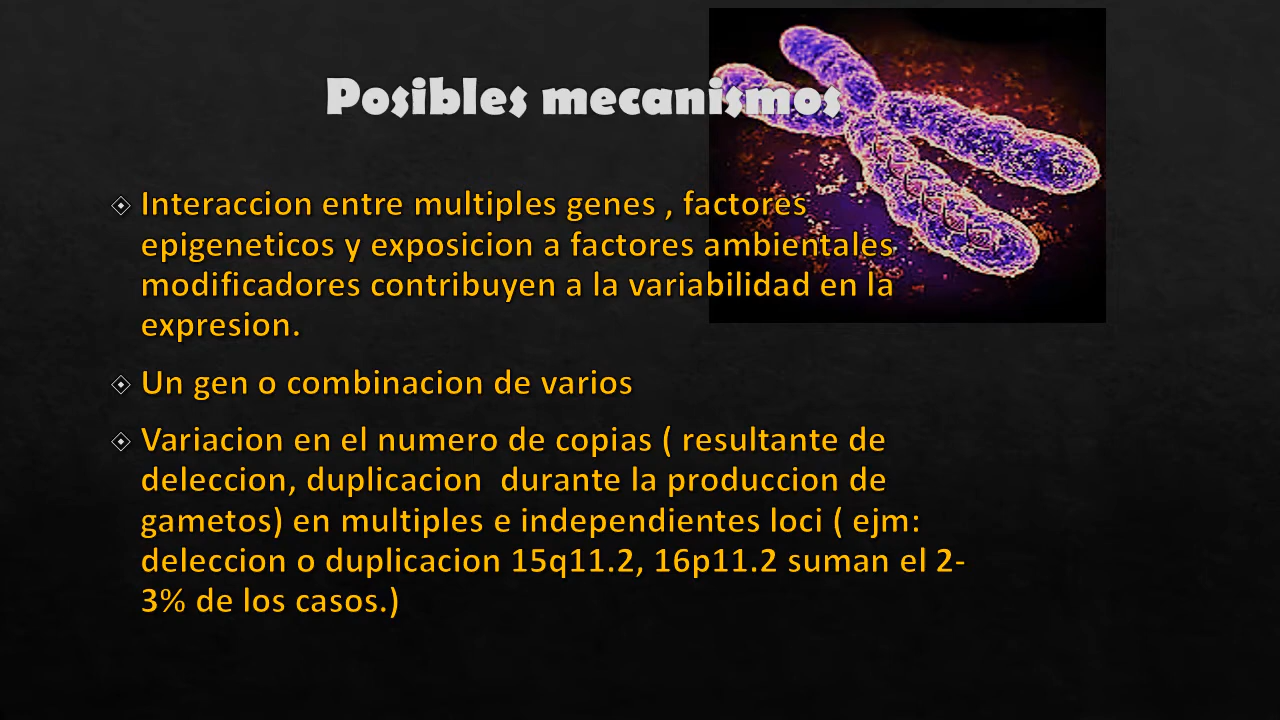 Posibles mecanismos
Interaccion entre multiples genes , factores
epigeneticos y exposicion a factores ambientales
modificadores contribuyen a la variabilidad en la
expresion.
Un gen o combinacion de varios
Variacion en el numero de copias ( resultante de
deleccion, duplicacion  durante la produccion de
gametos) en multiples e independientes loci ( ejm:
deleccion o duplicacion 15q11.2, 16p11.2 suman el 2-
3% de los casos.)